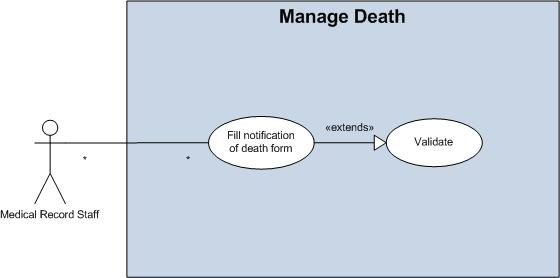 Manage Death
Fill notification
of death form
«extends»
Validate
*
*
Medical Record Staff